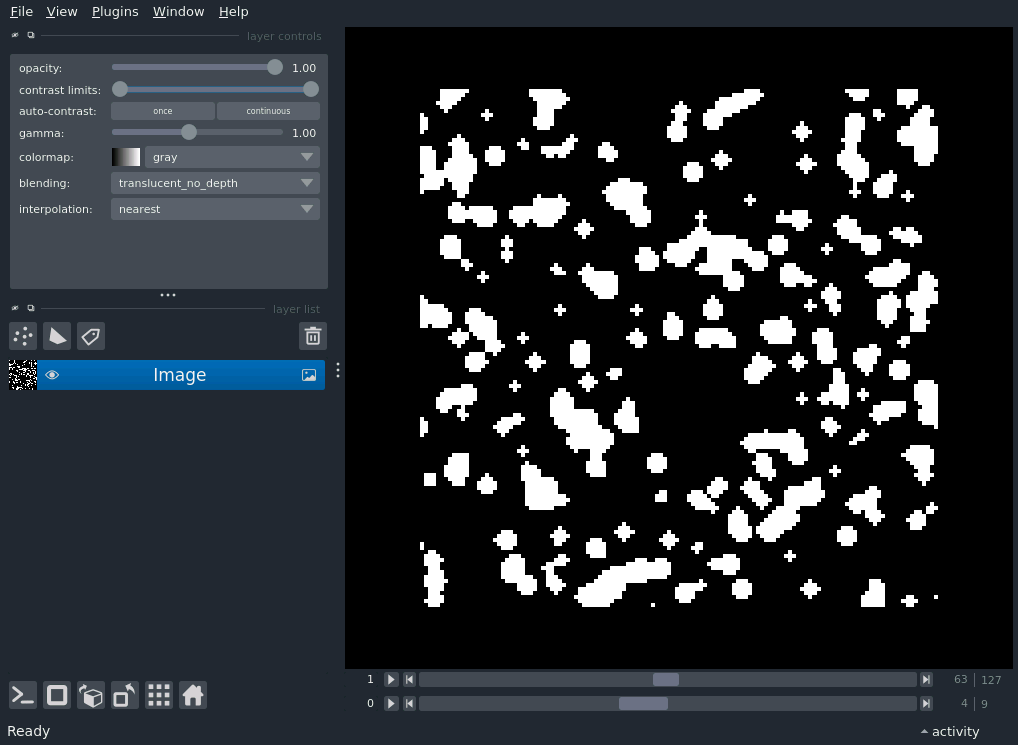 File View Plugins Window Help
layer controls
opacity: 1.00
contrast limits:
auto-contrast: once continuous
gamma: 1.00
colormap: gray
blending: translucent_no_depth
interpolation: nearest
layer list
Image
1 63 127
0 4 9
Ready activity